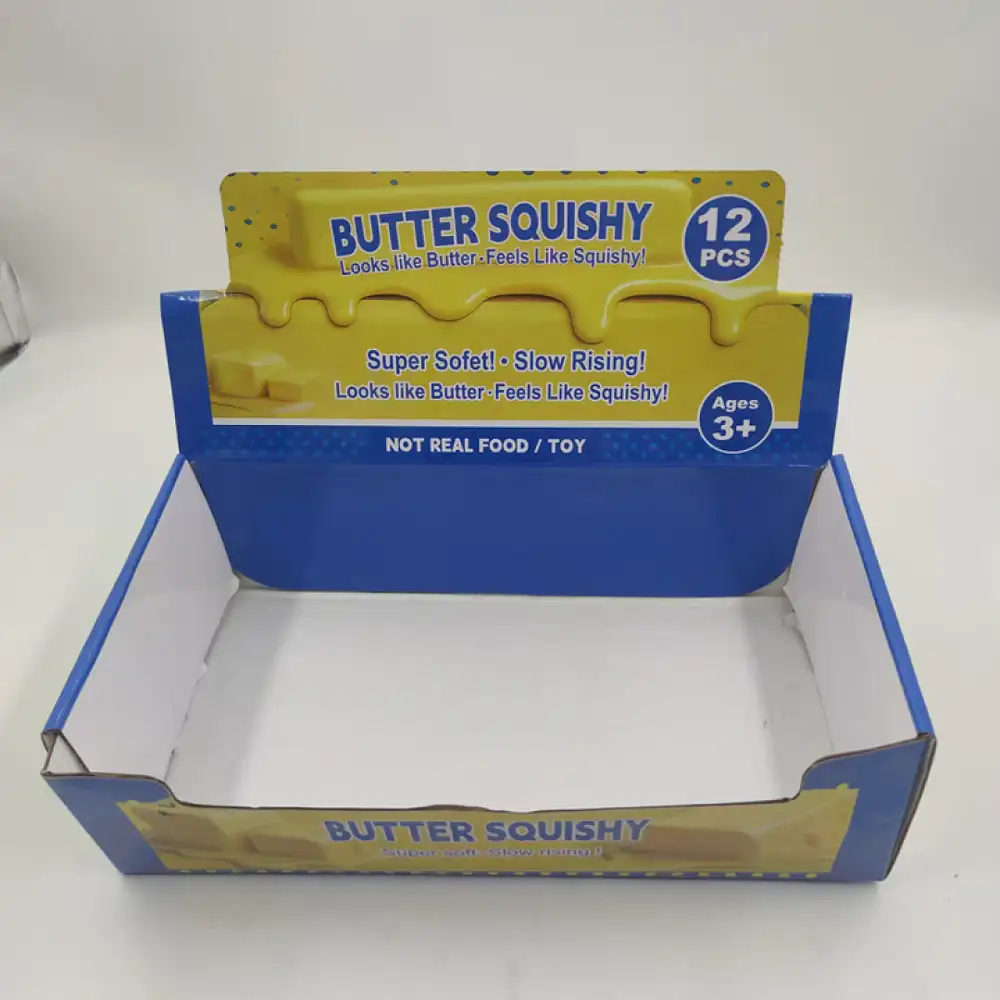 BUTTER SQUISHY
Looks like Butter·Feels Like Squishy!
12
PCS
Super Sofet! • Slow Rising!
Looks like Butter·Feels Like Squishy!
Ages
3+
NOT REAL FOOD / TOY
BUTTER SQUISHY
Super soft· Slow rising !